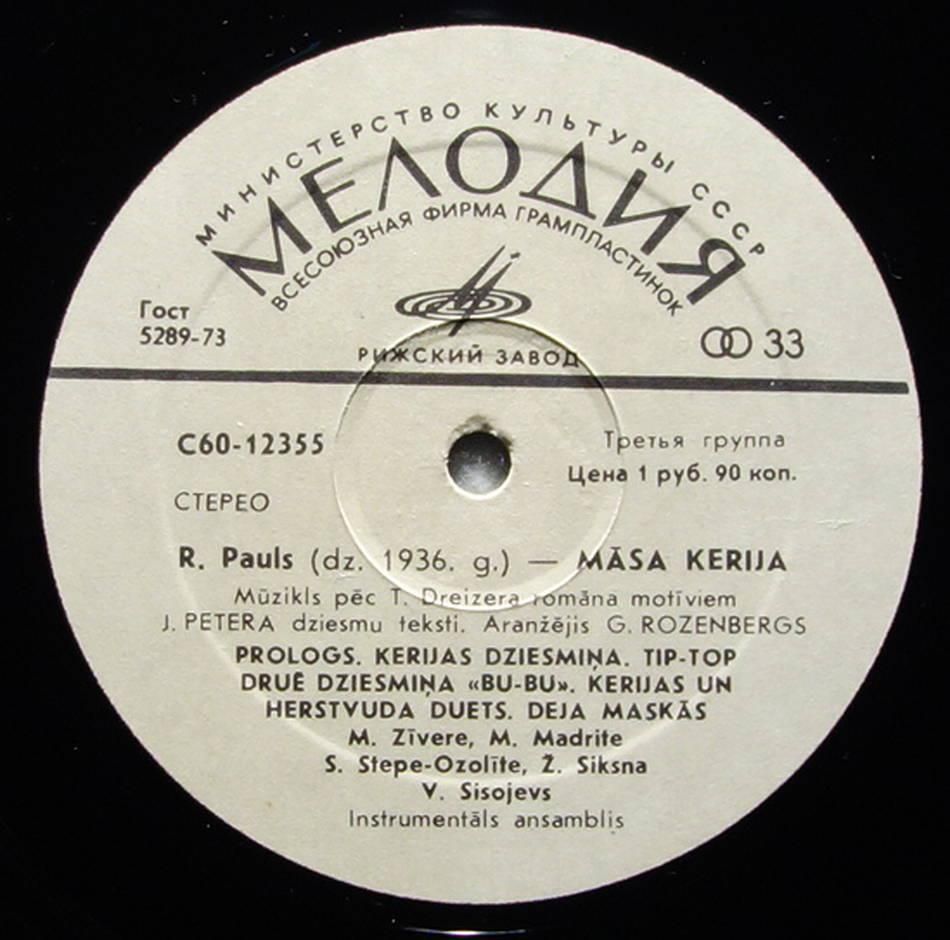 МИНИСТЕРСТВО КУЛЬТУРЫ СССР
МЕЛОДИЯ
ВСЕСОЮЗНАЯ ФИРМА ГРАМПЛАСТИНОК
Гост
5289-73
РИЖСКИЙ ЗАВОД
33
С60-12355
Третья группа
Цена 1 руб. 90 коп.
СТЕРЕО
R. Pauls (dz. 1936. g.) — MĀSA KERIJA
Mūzikls pēc T. Dreizera romāna motīviem
J. PETERA dziesmu teksti. Aranžējis G. ROZENBERGS
PROLOGS. KERIJAS DZIESMIŅA. TIP-TOP
DRUĒ DZIESMIŅA «BU-BU». KERIJAS UN
HERSTVUDA DUETS. DEJA MASKĀS
M. Zīvere, M. Madrite
S. Stepe-Ozolīte, Ž. Siksna
V. Sisojevs
Instrumentāls ansamblis